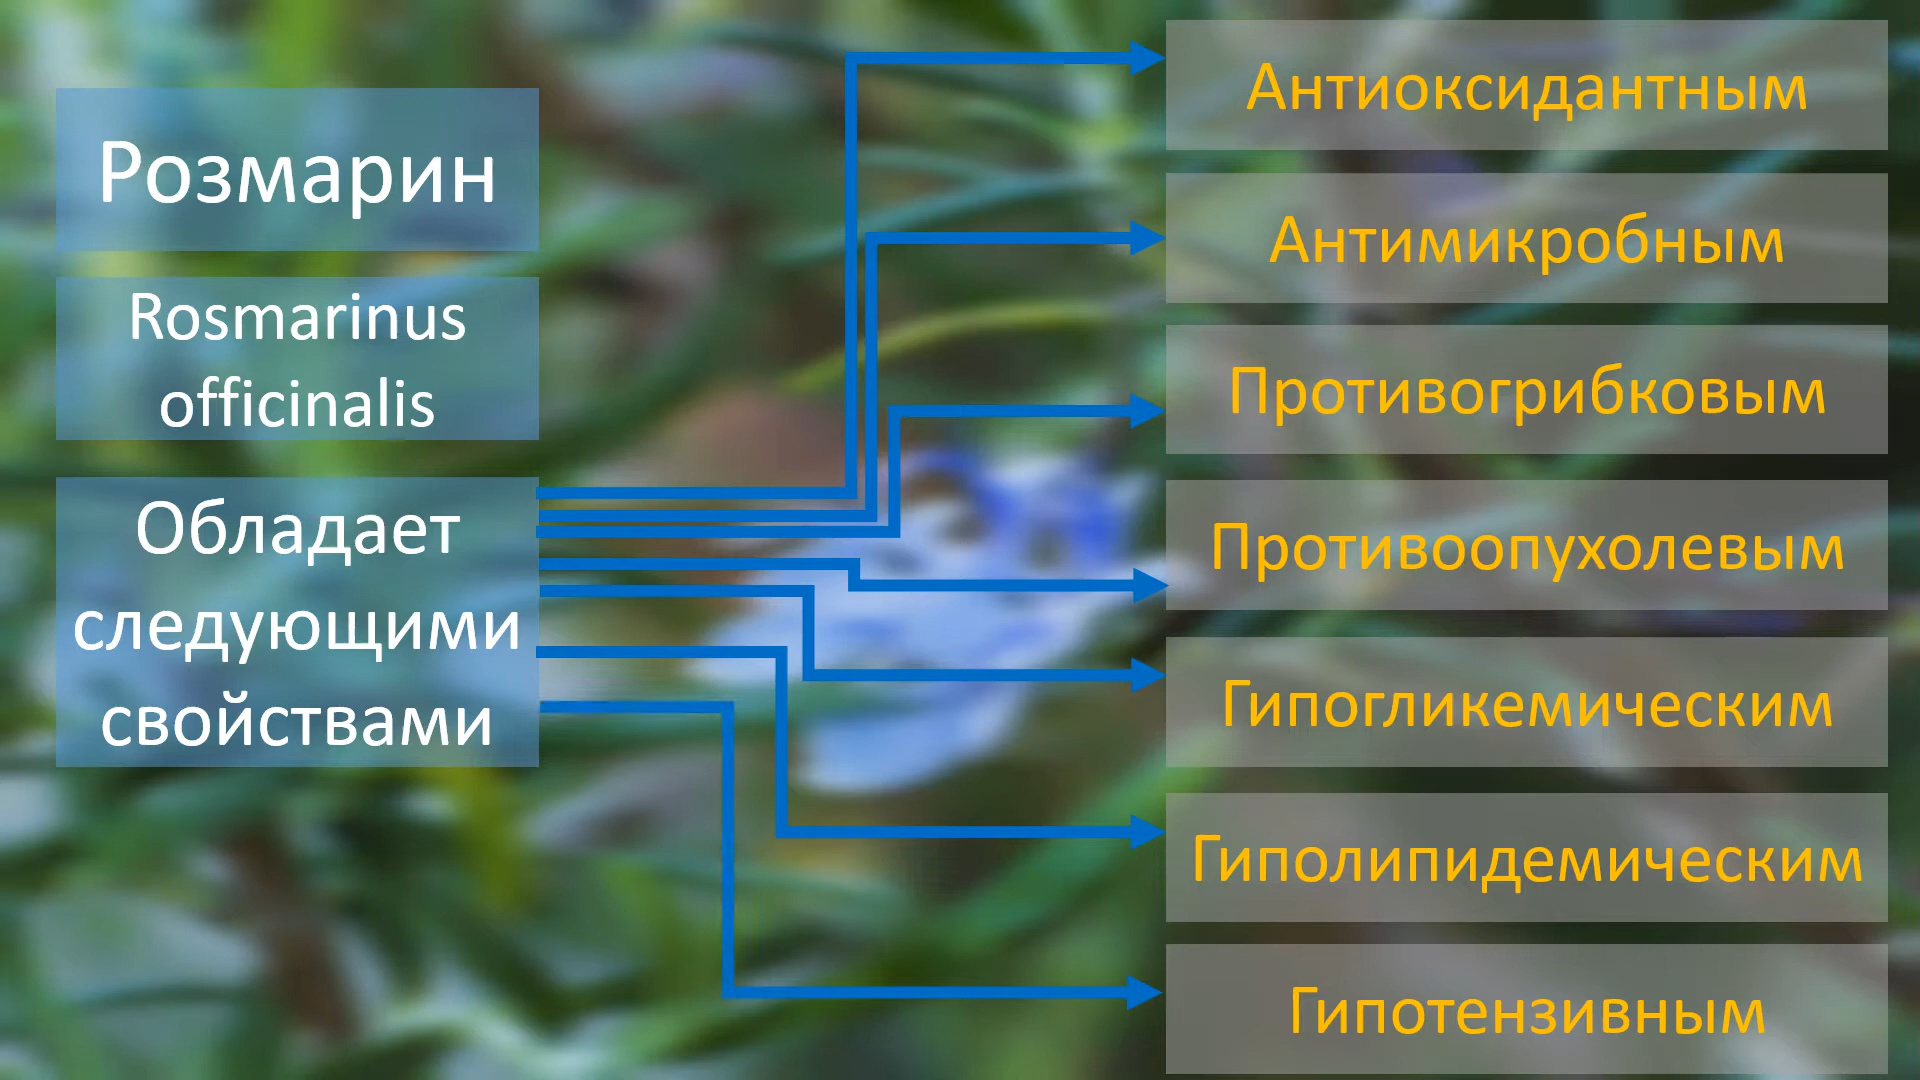 Розмарин
Rosmarinus
officinalis
Обладает
следующими
свойствами
Антиоксидантным
Антимикробным
Противогрибковым
Противоопухолевым
Гипогликемическим
Гиполипидемическим
Гипотензивным